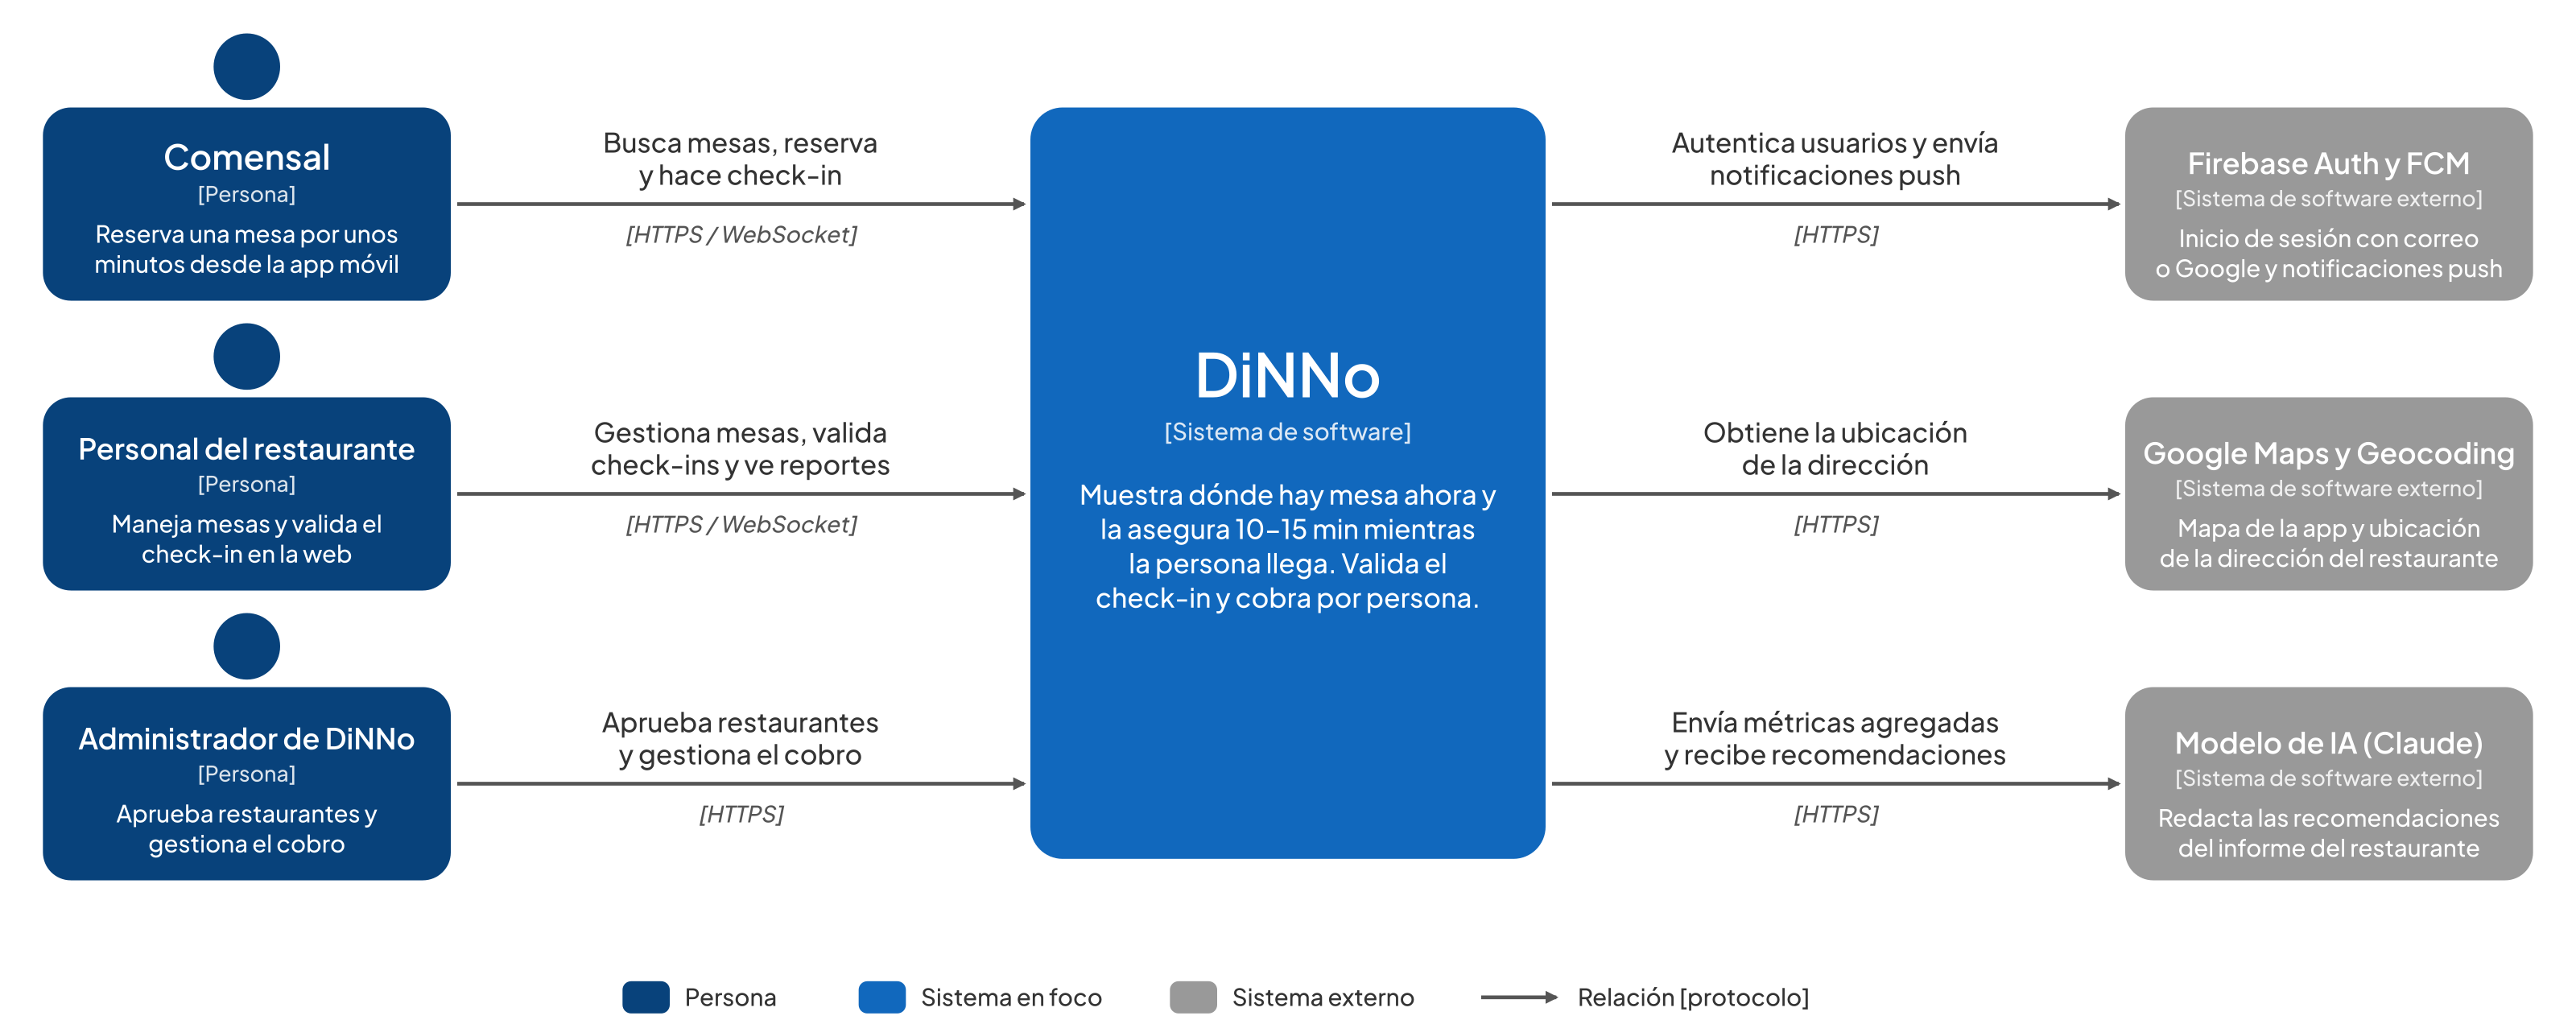 Comensal
[Persona]
Reserva una mesa por unos
minutos desde la app móvil
Busca mesas, reserva
y hace check-in
[HTTPS / WebSocket]
Personal del restaurante
[Persona]
Maneja mesas y valida el
check-in en la web
Gestiona mesas, valida
check-ins y ve reportes
[HTTPS / WebSocket]
Administrador de DiNNo
[Persona]
Aprueba restaurantes y
gestiona el cobro
Aprueba restaurantes
y gestiona el cobro
[HTTPS]
DiNNo
[Sistema de software]
Muestra dónde hay mesa ahora y
la asegura 10–15 min mientras
la persona llega. Valida el
check-in y cobra por persona.
Autentica usuarios y envía
notificaciones push
[HTTPS]
Firebase Auth y FCM
[Sistema de software externo]
Inicio de sesión con correo
o Google y notificaciones push
Obtiene la ubicación
de la dirección
[HTTPS]
Google Maps y Geocoding
[Sistema de software externo]
Mapa de la app y ubicación
de la dirección del restaurante
Envía métricas agregadas
y recibe recomendaciones
[HTTPS]
Modelo de IA (Claude)
[Sistema de software externo]
Redacta las recomendaciones
del informe del restaurante
Persona
Sistema en foco
Sistema externo
Relación [protocolo]